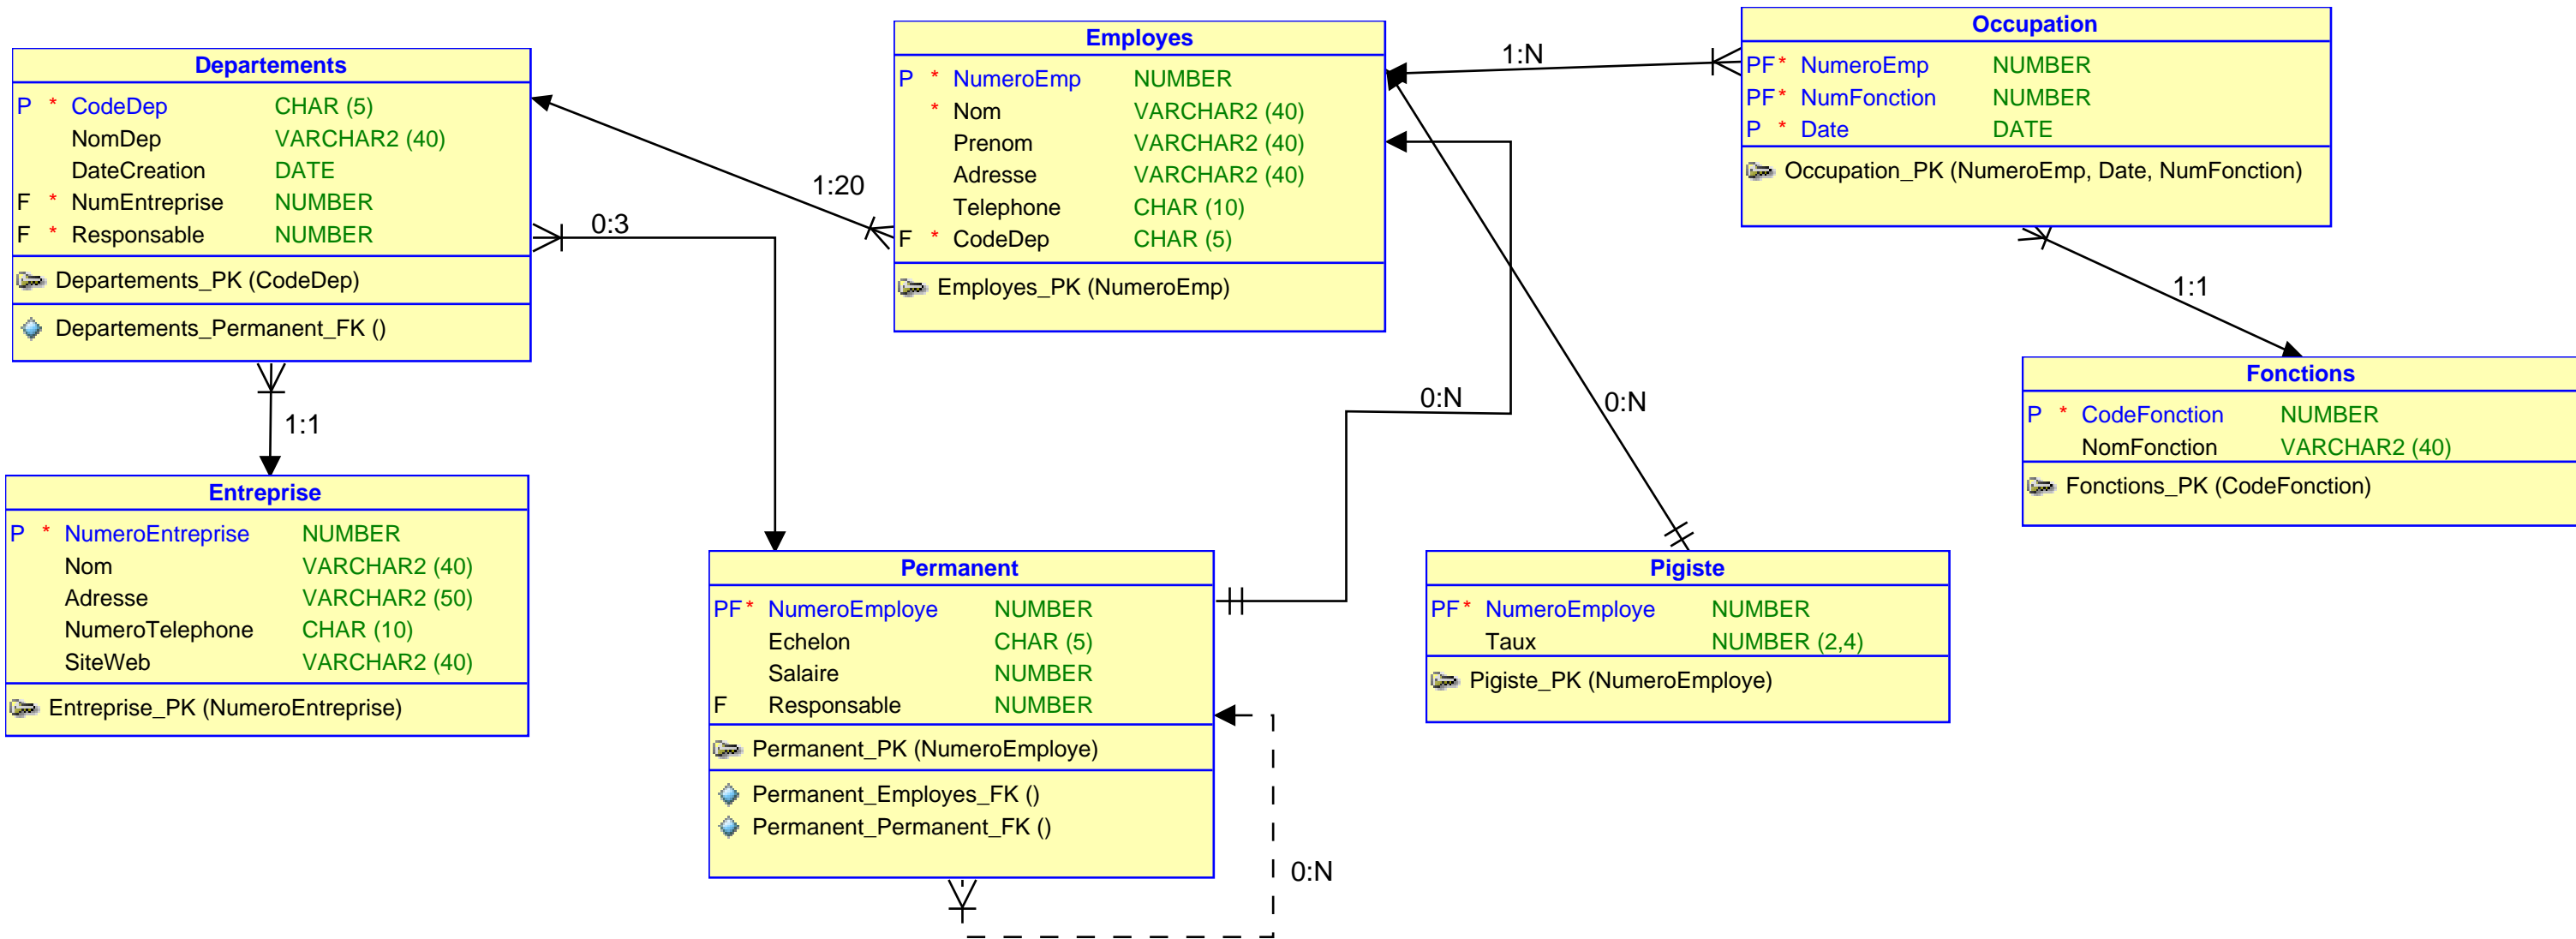 Departements
P * CodeDep CHAR (5)
NomDep VARCHAR2 (40)
DateCreation DATE
F * NumEntreprise NUMBER
F * Responsable NUMBER
Departements_PK (CodeDep)
Departements_Permanent_FK ()
Employes
P * NumeroEmp NUMBER
* Nom VARCHAR2 (40)
Prenom VARCHAR2 (40)
Adresse VARCHAR2 (40)
Telephone CHAR (10)
F * CodeDep CHAR (5)
Employes_PK (NumeroEmp)
Occupation
PF* NumeroEmp NUMBER
PF* NumFonction NUMBER
P * Date DATE
Occupation_PK (NumeroEmp, Date, NumFonction)
1:N
1:20
0:3
1:1
1:1
0:N
0:N
Fonctions
P * CodeFonction NUMBER
NomFonction VARCHAR2 (40)
Fonctions_PK (CodeFonction)
Entreprise
P * NumeroEntreprise NUMBER
Nom VARCHAR2 (40)
Adresse VARCHAR2 (50)
NumeroTelephone CHAR (10)
SiteWeb VARCHAR2 (40)
Entreprise_PK (NumeroEntreprise)
Permanent
PF* NumeroEmploye NUMBER
Echelon CHAR (5)
Salaire NUMBER
F Responsable NUMBER
Permanent_PK (NumeroEmploye)
Permanent_Employes_FK ()
Permanent_Permanent_FK ()
Pigiste
PF* NumeroEmploye NUMBER
Taux NUMBER (2,4)
Pigiste_PK (NumeroEmploye)
0:N